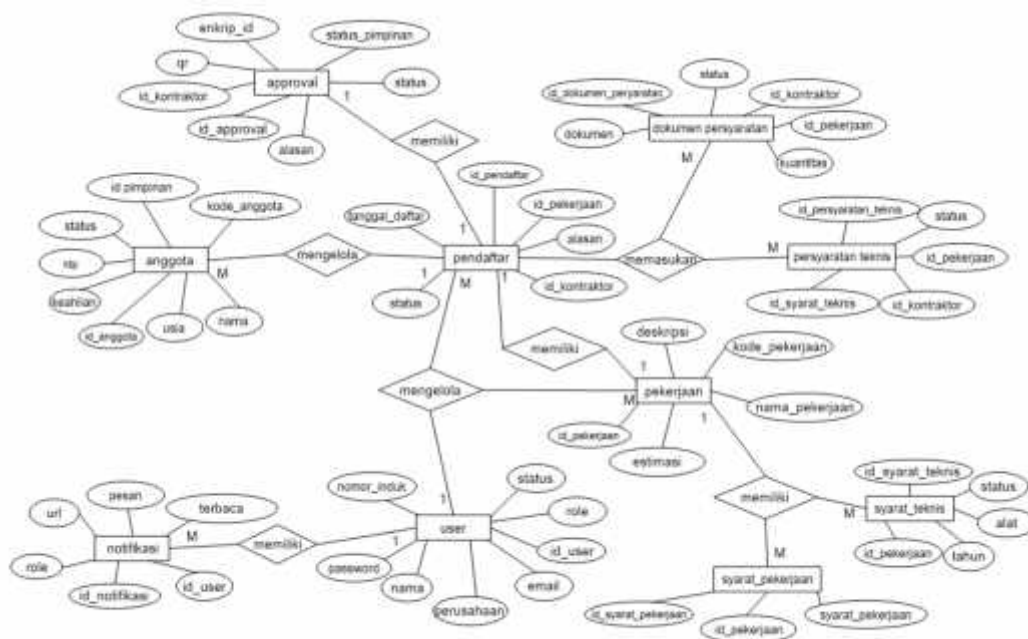 enkrip_id
status_pimpinan
qr
approval
status
id_kontraktor
1
id_approval
alasan
memiliki
status
id_dokumen_peryaratan
id_kontraktor
dokumen
dokumen persyaratan
id_pekerjaan
M
kuantitas
id pimpinan
kode_anggota
status
anggota
M
id_anggota
usia
nama
mengelola
id_pendaftar
tanggal_daftar
id_pekerjaan
1
pendaftar
alasan
1
M
1
status
id_kontraktor
memasukan
id_persyaratan_teknis
status
M
persyaratan teknis
id_pekerjaan
id_syarat_teknis
id_kontraktor
memiliki
deskripsi
kode_pekerjaan
1
mengelola
pekerjaan
M
1
nama_pekerjaan
id_pekerjaan
estimasi
id_syarat_teknis
status
memiliki
M
syarat_teknis
alat
id_pekerjaan
tahun
M
syarat_pekerjaan
id_syarat_pekerjaan
syarat_pekerjaan
id_pekerjaan
pesan
url
terbaca
M
notifikasi
memiliki
role
id_notifikasi
id_user
nomor_induk
status
1
role
1
user
id_user
password
nama
email
perusahaan